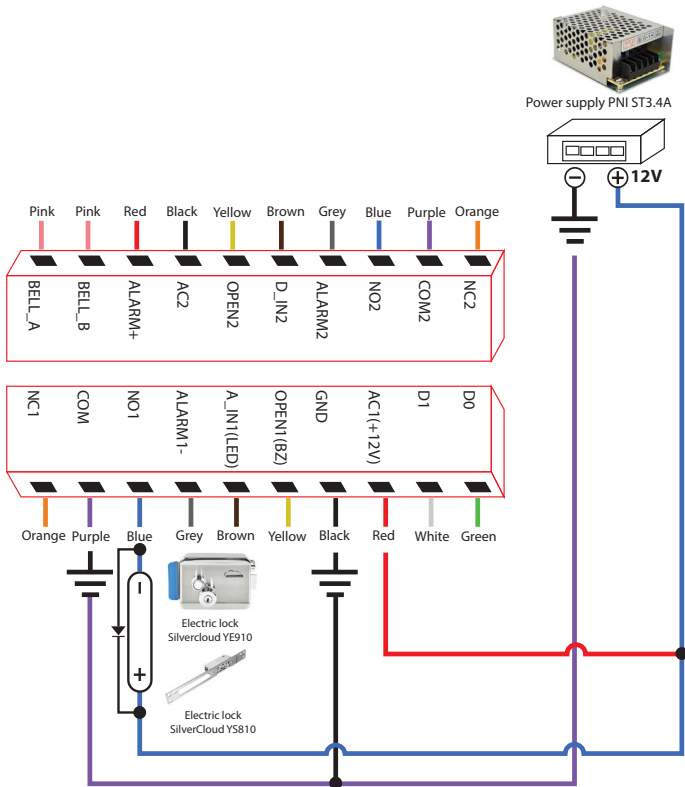 Power supply PNI ST3.4A
12V
Pink Pink Red Black Yellow Brown Grey Blue Purple Orange
BELL_A BELL_B ALARM+ AC2 OPEN2 D_IN2 ALARM2 NO2 COM2 NC2
NC1 COM NO1 ALARM1- A_IN1(LED) OPEN1(BZ) GND AC1(+12V) D1 D0
Orange Purple Blue Grey Brown Yellow Black Red White Green
Electric lock
Silvercloud YE910
Electric lock
SilverCloud YS810